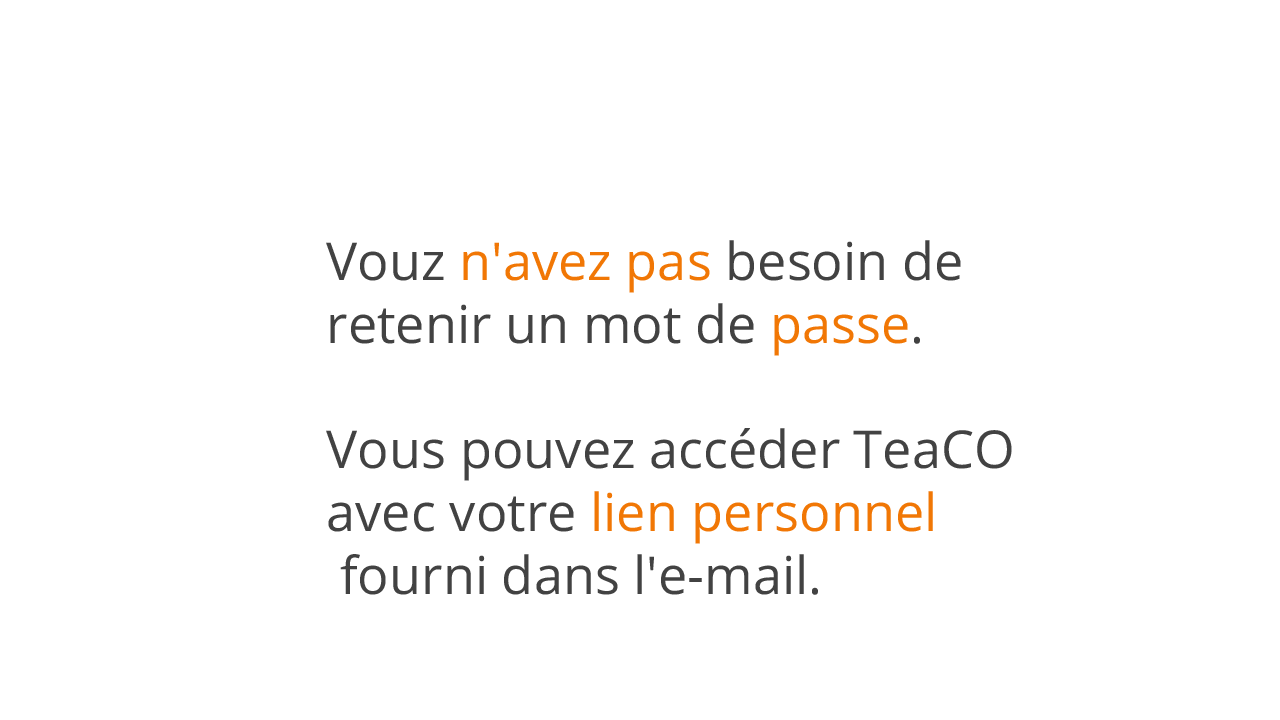 Vouz n'avez pas besoin de
retenir un mot de passe.
Vous pouvez accéder TeaCO
avec votre lien personnel
fourni dans l'e-mail.